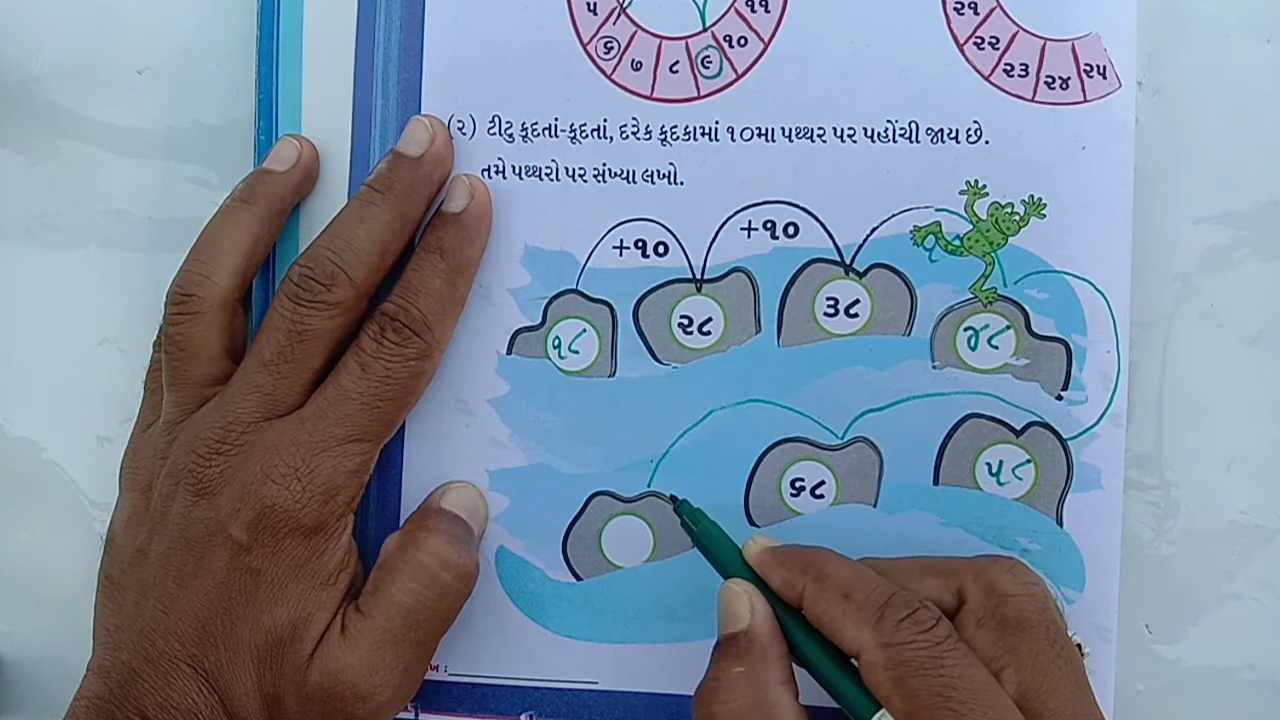 ૫ ૬ ૭ ૮ ૯ ૧૦ ૧૧
૨૧ ૨૨ ૨૩ ૨૪ ૨૫
(૨) ટીટુ કૂદતાં-કૂદતાં, દરેક કૂદકામાં ૧૦મા પથ્થર પર પહોંચી જાય છે.
તમે પથ્થરો પર સંખ્યા લખો.
+૧૦ +૧૦
૧૮ ૨૮ ૩૮ ૪૮
૬૮ ૫૮